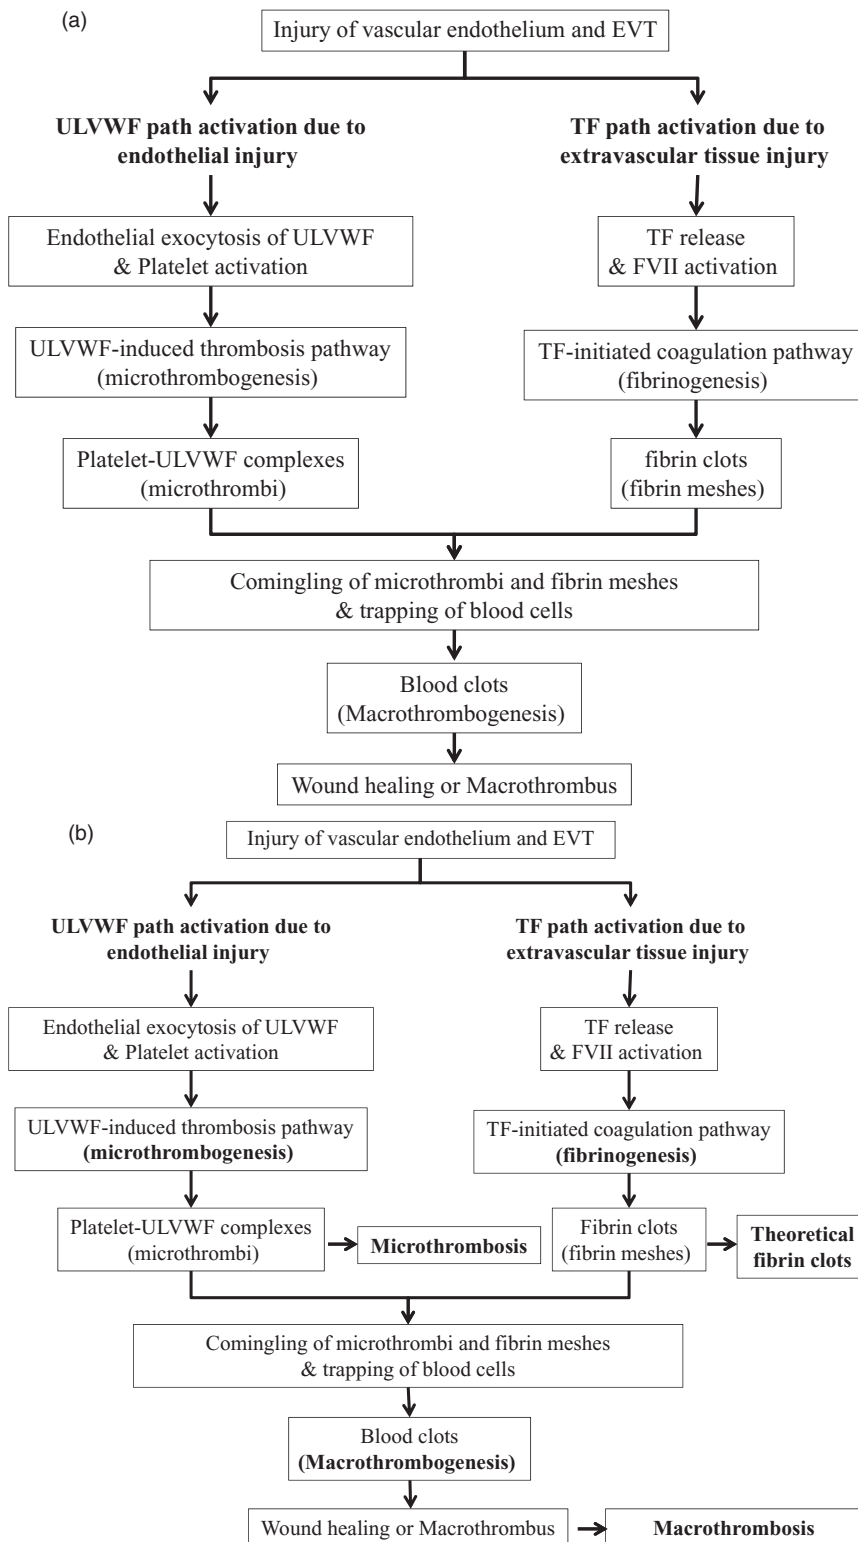 (a)
Injury of vascular endothelium and EVT
ULVWF path activation due to
endothelial injury
TF path activation due to
extravascular tissue injury
Endothelial exocytosis of ULVWF
& Platelet activation
TF release
& FVII activation
ULVWF-induced thrombosis pathway
(microthrombogenesis)
TF-initiated coagulation pathway
(fibrinogenesis)
Platelet-ULVWF complexes
(microthrombi)
fibrin clots
(fibrin meshes)
Comingling of microthrombi and fibrin meshes
& trapping of blood cells
Blood clots
(Macrothrombogenesis)
Wound healing or Macrothrombus
(b)
Injury of vascular endothelium and EVT
ULVWF path activation due to
endothelial injury
TF path activation due to
extravascular tissue injury
Endothelial exocytosis of ULVWF
& Platelet activation
TF release
& FVII activation
ULVWF-induced thrombosis pathway
(microthrombogenesis)
TF-initiated coagulation pathway
(fibrinogenesis)
Platelet-ULVWF complexes
(microthrombi)
Microthrombosis
Fibrin clots
(fibrin meshes)
Theoretical
fibrin clots
Comingling of microthrombi and fibrin meshes
& trapping of blood cells
Blood clots
(Macrothrombogenesis)
Wound healing or Macrothrombus
Macrothrombosis